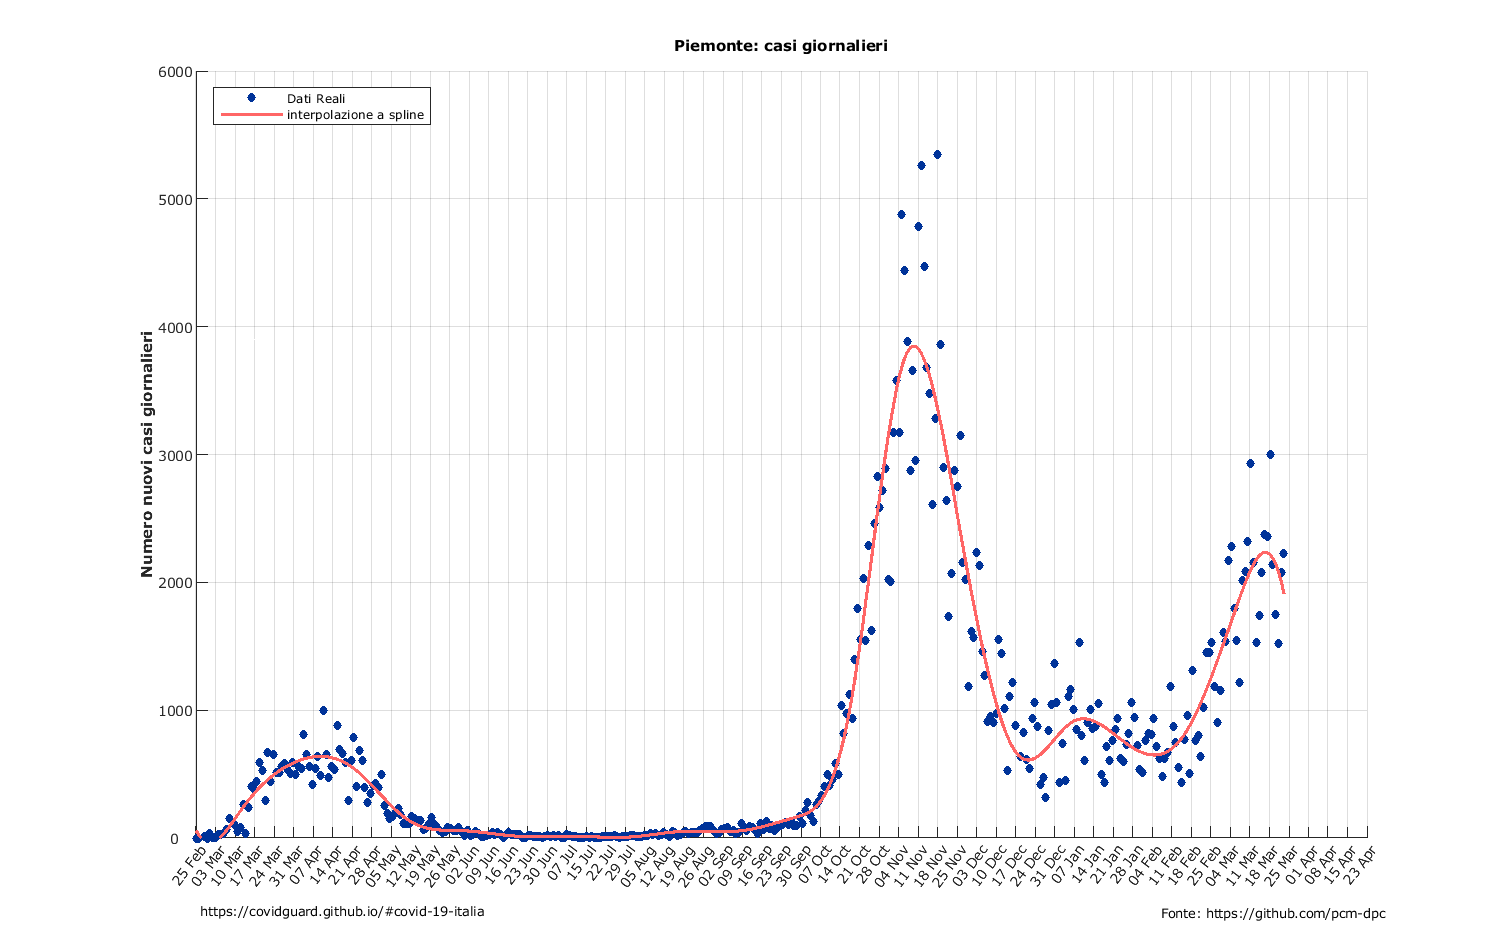 Piemonte: casi giornalieri
Dati Reali
interpolazione a spline
Numero nuovi casi giornalieri
6000
5000
4000
3000
2000
1000
0
25 Feb
03 Mar
10 Mar
17 Mar
24 Mar
31 Mar
07 Apr
14 Apr
21 Apr
28 Apr
05 May
12 May
19 May
26 May
02 Jun
09 Jun
16 Jun
23 Jun
30 Jun
07 Jul
15 Jul
22 Jul
29 Jul
05 Aug
12 Aug
19 Aug
26 Aug
02 Sep
09 Sep
16 Sep
23 Sep
30 Sep
07 Oct
14 Oct
21 Oct
28 Oct
04 Nov
11 Nov
18 Nov
25 Nov
03 Dec
10 Dec
17 Dec
24 Dec
31 Dec
07 Jan
14 Jan
21 Jan
28 Jan
04 Feb
11 Feb
18 Feb
25 Feb
04 Mar
11 Mar
18 Mar
25 Mar
01 Apr
08 Apr
15 Apr
23 Apr
https://covidguard.github.io/#covid-19-italia
Fonte: https://github.com/pcm-dpc